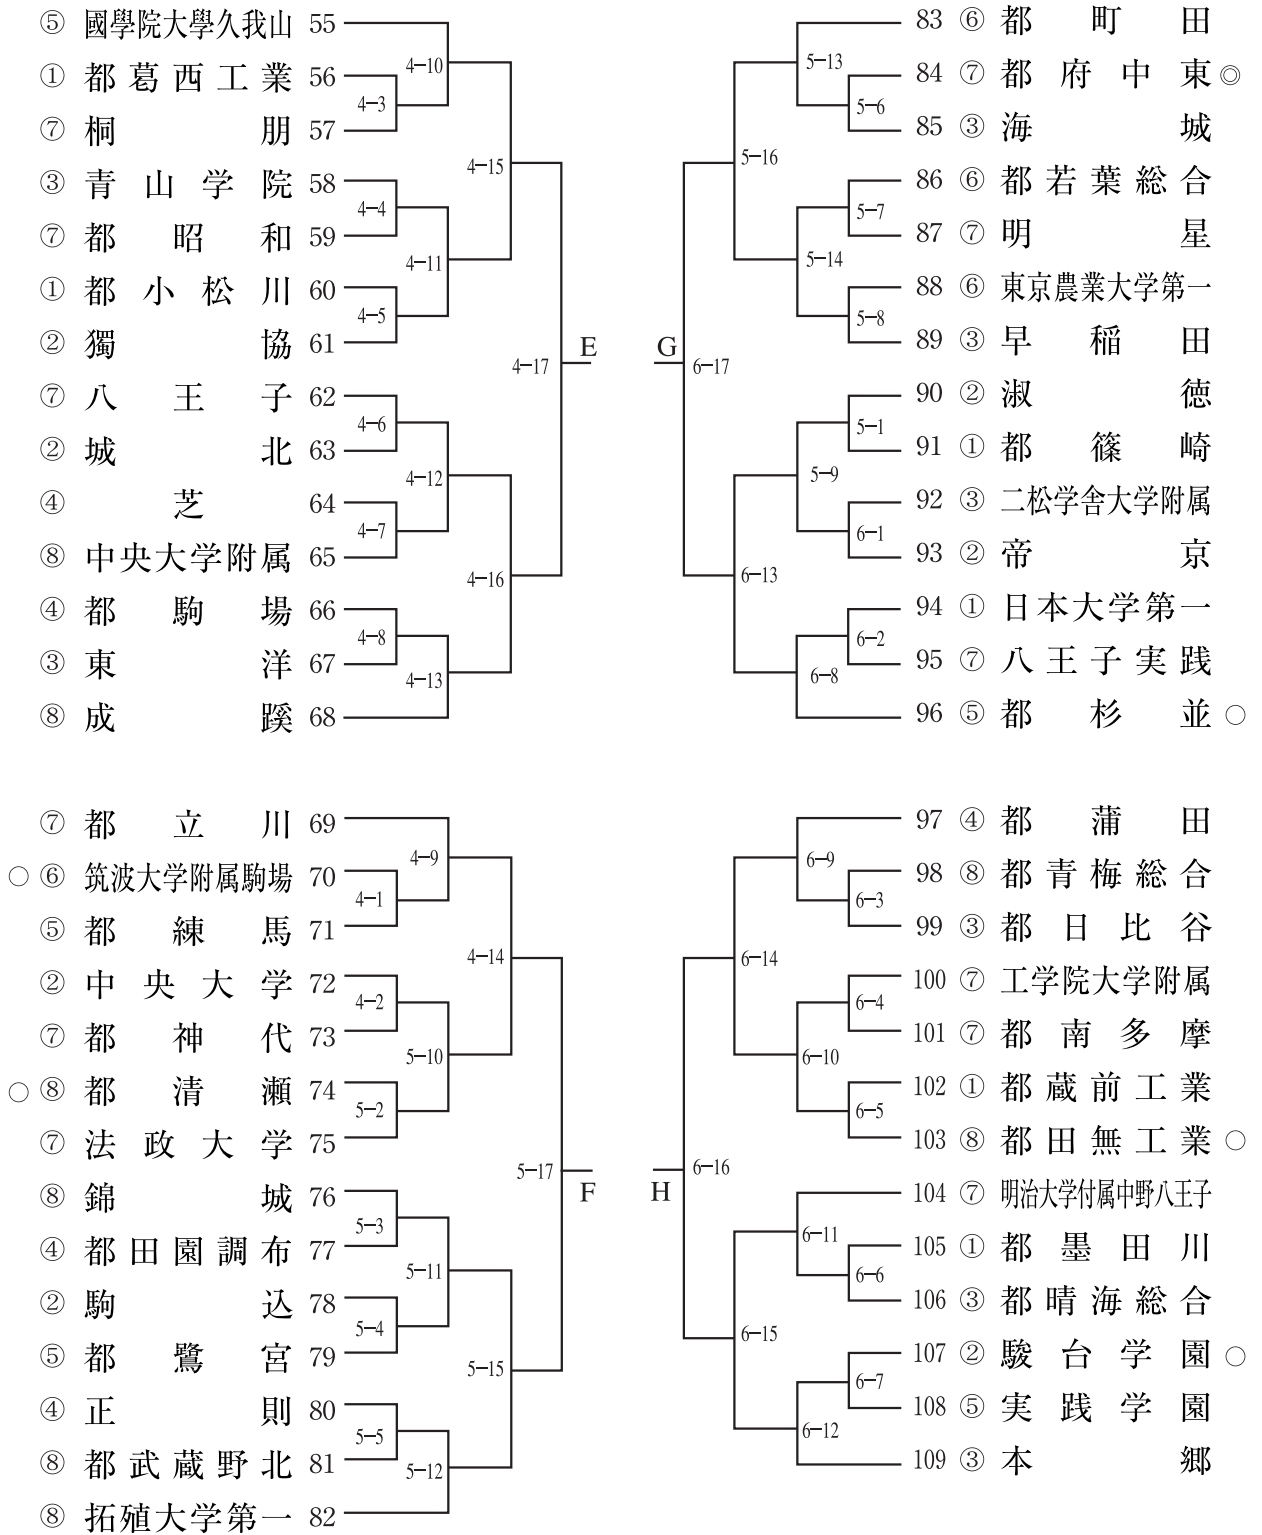 ⑤ 國學院大學久我山 55
① 都葛西工業 56
⑦ 桐朋 57
③ 青山学院 58
⑦ 都昭和 59
① 都小松川 60
② 獨協 61
⑦ 八王子 62
② 城北 63
④ 芝 64
⑧ 中央大学附属 65
④ 都駒場 66
③ 東洋 67
⑧ 成蹊 68
4-10
4-3
4-15
4-4
4-11
4-5
4-17
E
4-6
4-12
4-7
4-16
4-8
4-13
⑦ 都立川 69
○ ⑥ 筑波大学附属駒場 70
⑤ 都練馬 71
② 中央大学 72
⑦ 都神代 73
○ ⑧ 都清瀬 74
⑦ 法政大学 75
⑧ 錦城 76
④ 都田園調布 77
② 駒込 78
⑤ 都鷺宮 79
④ 正則 80
⑧ 都武蔵野北 81
⑧ 拓殖大学第一 82
4-9
4-1
4-14
4-2
5-10
5-2
5-17
F
5-3
5-11
5-4
5-15
5-5
5-12
83 ⑥ 都町田
84 ⑦ 都府中東 ◎
85 ③ 海城
86 ⑥ 都若葉総合
87 ⑦ 明星
88 ⑥ 東京農業大学第一
89 ③ 早稲田
90 ② 淑徳
91 ① 都篠崎
92 ③ 二松学舎大学附属
93 ② 帝京
94 ① 日本大学第一
95 ⑦ 八王子実践
96 ⑤ 都杉並 ○
5-13
5-6
5-16
5-7
5-14
5-8
G
6-17
5-1
5-9
6-1
6-13
6-2
6-8
97 ④ 都蒲田
98 ⑧ 都青梅総合
99 ③ 都日比谷
100 ⑦ 工学院大学附属
101 ⑦ 都南多摩
102 ① 都蔵前工業
103 ⑧ 都田無工業 ○
104 ⑦ 明治大学付属中野八王子
105 ① 都墨田川
106 ③ 都晴海総合
107 ② 駿台学園 ○
108 ⑤ 実践学園
109 ③ 本郷
6-9
6-3
6-14
6-4
6-10
6-5
H
6-16
6-11
6-6
6-15
6-7
6-12